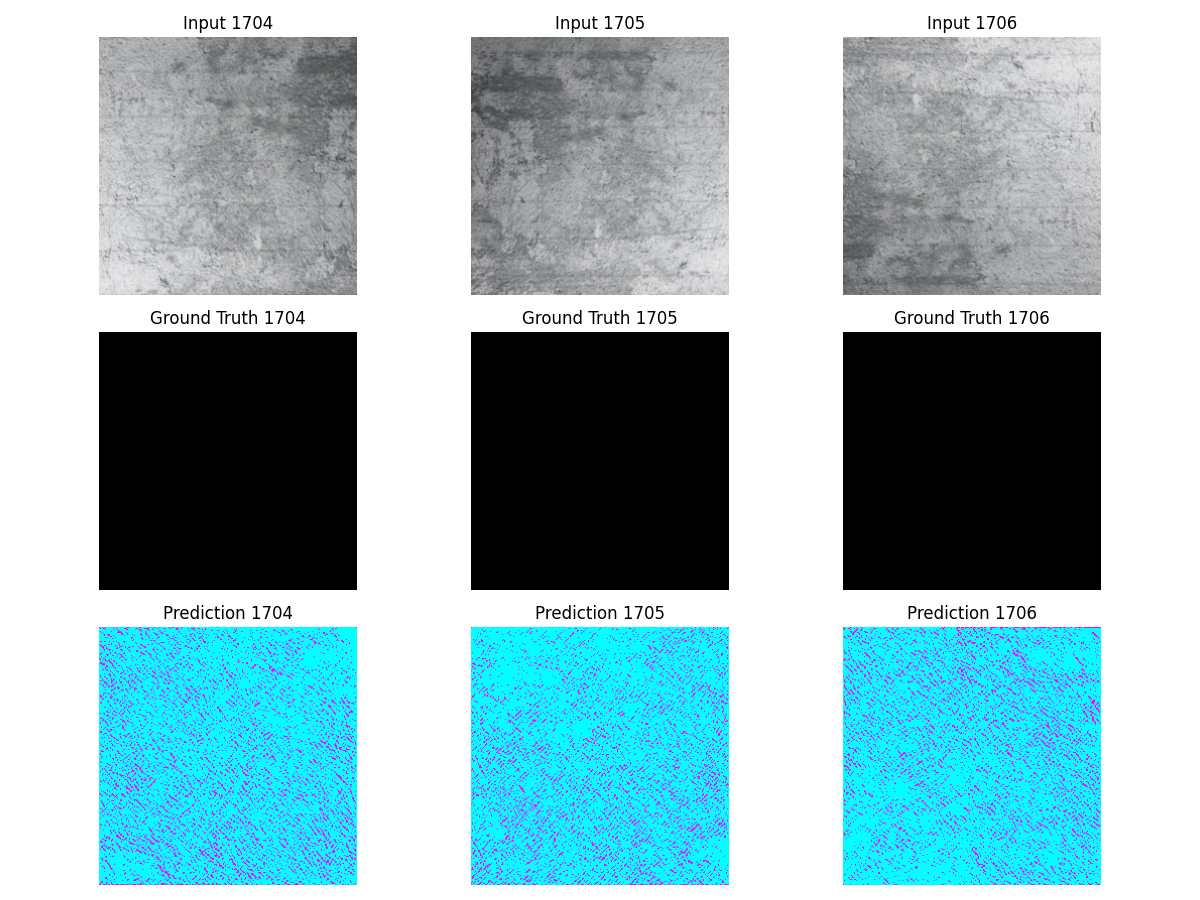 Input 1704
Input 1705
Input 1706
Ground Truth 1704
Ground Truth 1705
Ground Truth 1706
Prediction 1704
Prediction 1705
Prediction 1706